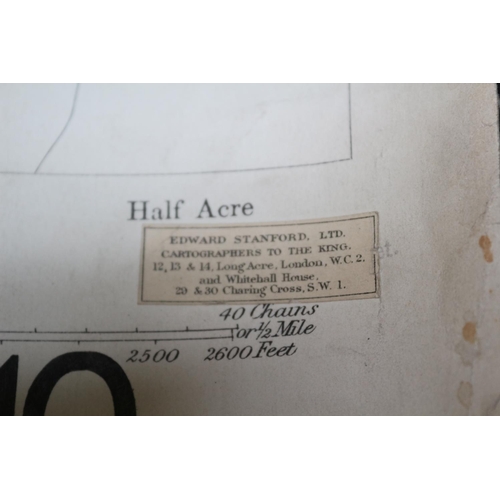 Half Acre
EDWARD STANFORD, LTD.
CARTOGRAPHERS TO THE KING.
12, 13 & 14, Long Acre, London, W.C. 2.
and Whitehall House,
29 & 30 Charing Cross, S.W. 1.
40 Chains
or 1/2 Mile
2500 2600 Feet
10